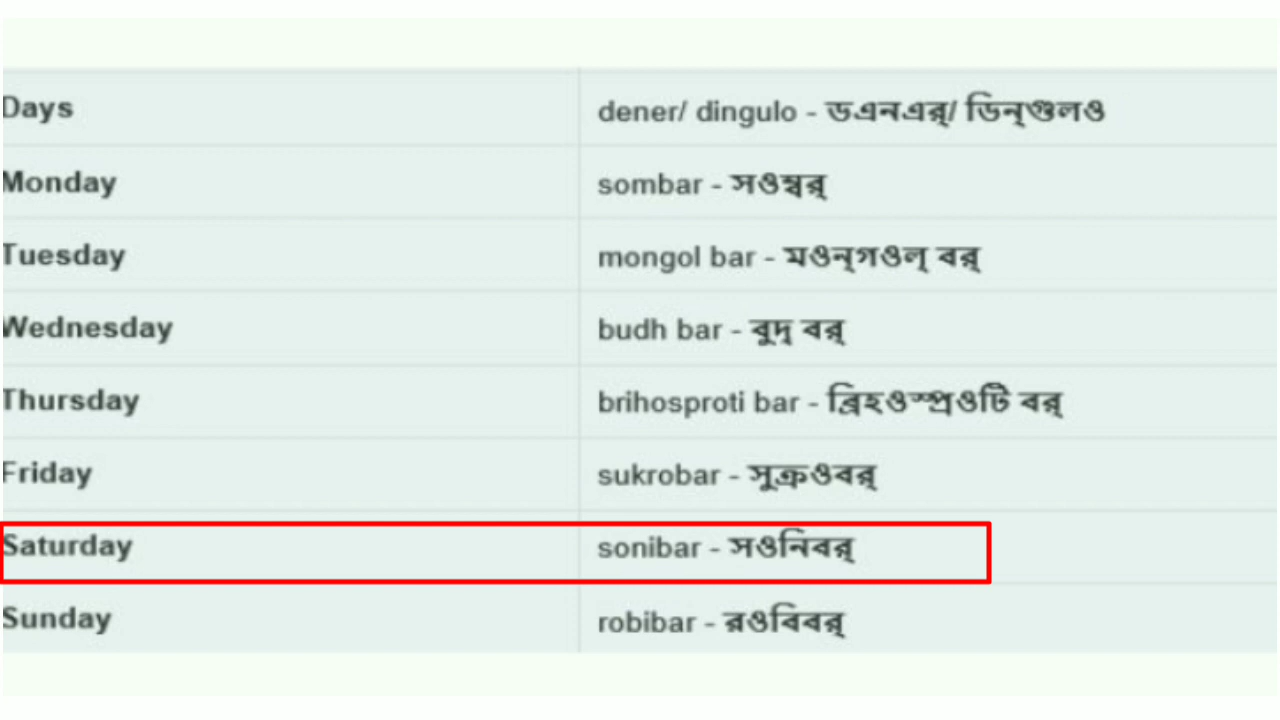 Days dener/ dingulo - ডএনএর্/ ডিন্গুলও
Monday sombar - সওম্বর্
Tuesday mongol bar - মওন্গওল্ বর্
Wednesday budh bar - বুদ্ বর্
Thursday brihosproti bar - ব্রিহওস্প্রওটি বর্
Friday sukrobar - সুক্রওবর্
Saturday sonibar - সওনিবর্
Sunday robibar - রওবিবর্